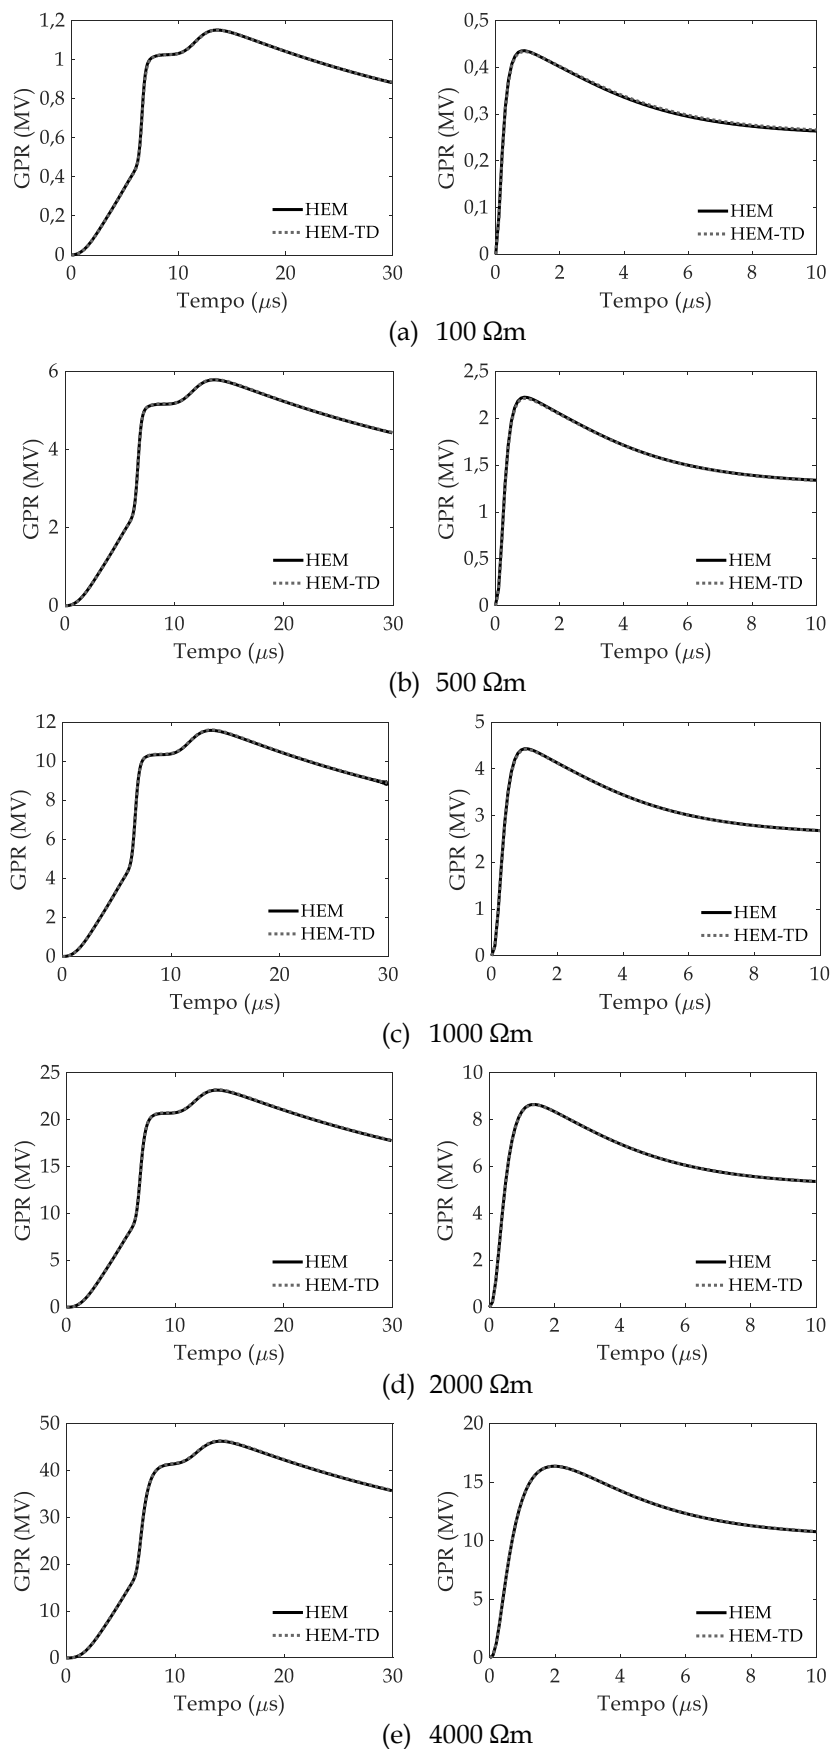 1,2
1
0,8
0,6
0,4
0,2
0
GPR (MV)
HEM
HEM-TD
0 10 20 30
Tempo (μs)
0,5
0,4
0,3
0,2
0,1
0
GPR (MV)
HEM
HEM-TD
0 2 4 6 8 10
Tempo (μs)
(a) 100 Ωm
6
4
2
0
GPR (MV)
HEM
HEM-TD
0 10 20 30
Tempo (μs)
2,5
2
1,5
1
0,5
0
GPR (MV)
HEM
HEM-TD
0 2 4 6 8 10
Tempo (μs)
(b) 500 Ωm
12
10
8
6
4
2
0
GPR (MV)
HEM
HEM-TD
0 10 20 30
Tempo (μs)
5
4
3
2
1
0
GPR (MV)
HEM
HEM-TD
0 2 4 6 8 10
Tempo (μs)
(c) 1000 Ωm
25
20
15
10
5
0
GPR (MV)
HEM
HEM-TD
0 10 20 30
Tempo (μs)
10
8
6
4
2
0
GPR (MV)
HEM
HEM-TD
0 2 4 6 8 10
Tempo (μs)
(d) 2000 Ωm
50
40
30
20
10
0
GPR (MV)
HEM
HEM-TD
0 10 20 30
Tempo (μs)
20
15
10
5
0
GPR (MV)
HEM
HEM-TD
0 2 4 6 8 10
Tempo (μs)
(e) 4000 Ωm